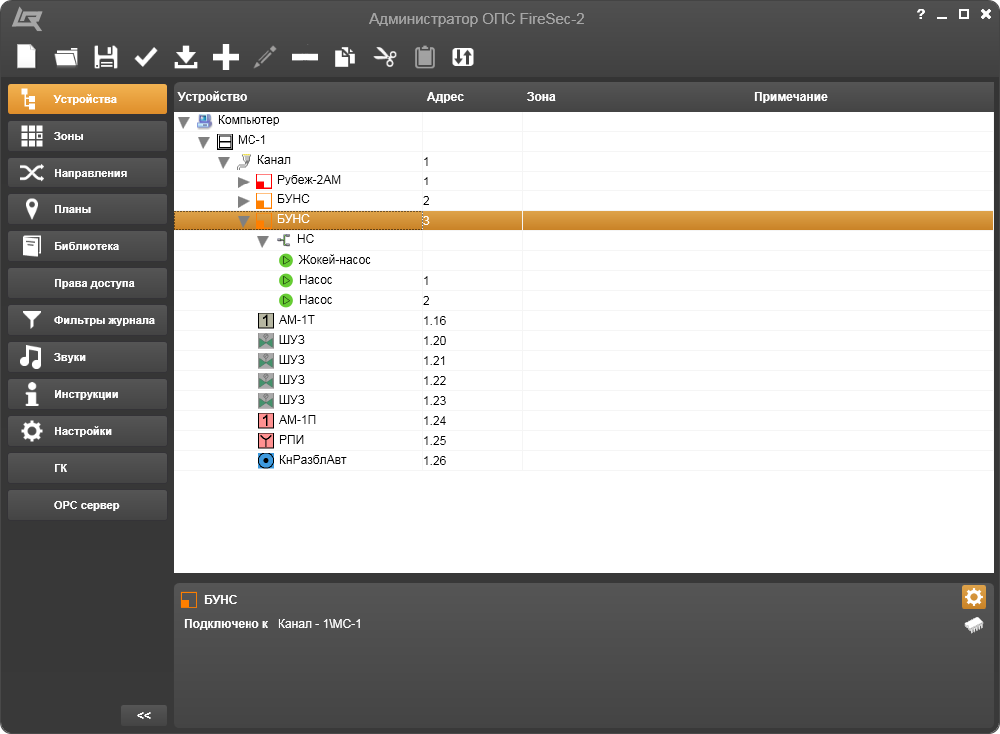 Администратор ОПС FireSec-2
?
Устройства
Зоны
Направления
Планы
Библиотека
Права доступа
Фильтры журнала
Звуки
Инструкции
Настройки
ГК
OPC сервер
<<
Устройство Адрес Зона Примечание
Компьютер
МС-1
Канал 1
Рубеж-2АМ 1
БУНС 2
БУНС 3
НС
Жокей-насос
Насос 1
Насос 2
1 АМ-1Т 1.16
ШУЗ 1.20
ШУЗ 1.21
ШУЗ 1.22
ШУЗ 1.23
1 АМ-1П 1.24
РПИ 1.25
КнРазблАвт 1.26
БУНС
Подключено к Канал - 1\МС-1